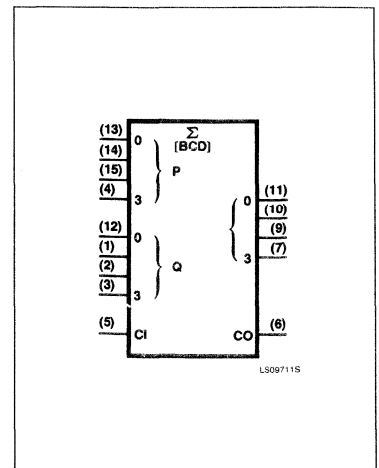 Σ
[BCD]
(13) 0
(14)
(15) P
(4) 3
(12) 0
(1)
(2) Q
(3) 3
(5) CI
0 (11)
(10)
(9)
3 (7)
CO (6)
LS09711S